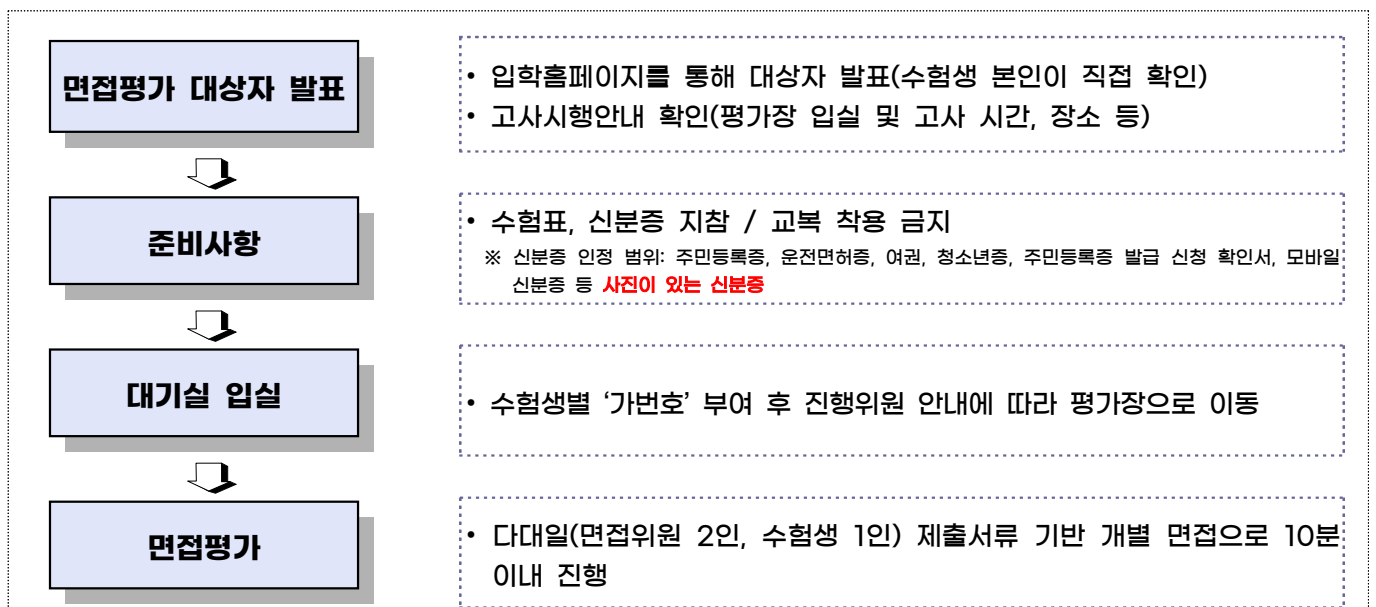 면접평가 대상자 발표
• 입학홈페이지를 통해 대상자 발표(수험생 본인이 직접 확인)
• 고사시행안내 확인(평가장 입실 및 고사 시간, 장소 등)
준비사항
• 수험표, 신분증 지참 / 교복 착용 금지
※ 신분증 인정 범위: 주민등록증, 운전면허증, 여권, 청소년증, 주민등록증 발급 신청 확인서, 모바일
신분증 등 사진이 있는 신분증
대기실 입실
• 수험생별 ‘가번호’ 부여 후 진행위원 안내에 따라 평가장으로 이동
면접평가
• 다대일(면접위원 2인, 수험생 1인) 제출서류 기반 개별 면접으로 10분
이내 진행